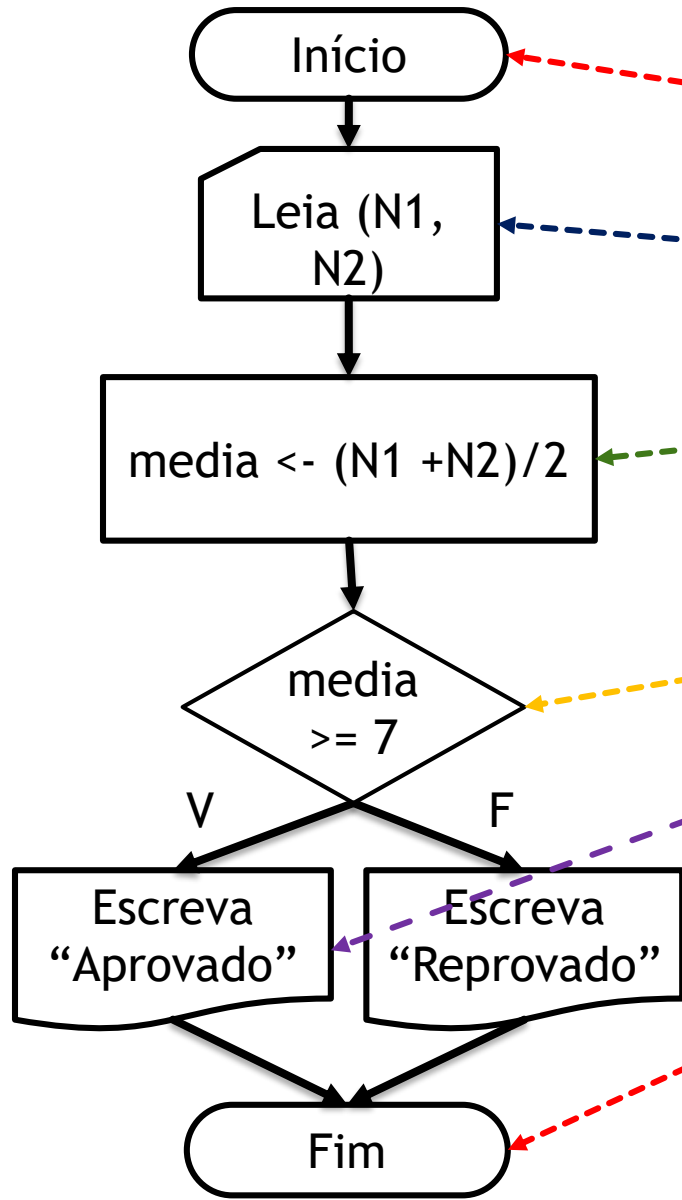 Início
Leia (N1,
N2)
media <- (N1 +N2)/2
media
>= 7
V
F
Escreva
“Aprovado”
Escreva
“Reprovado”
Fim